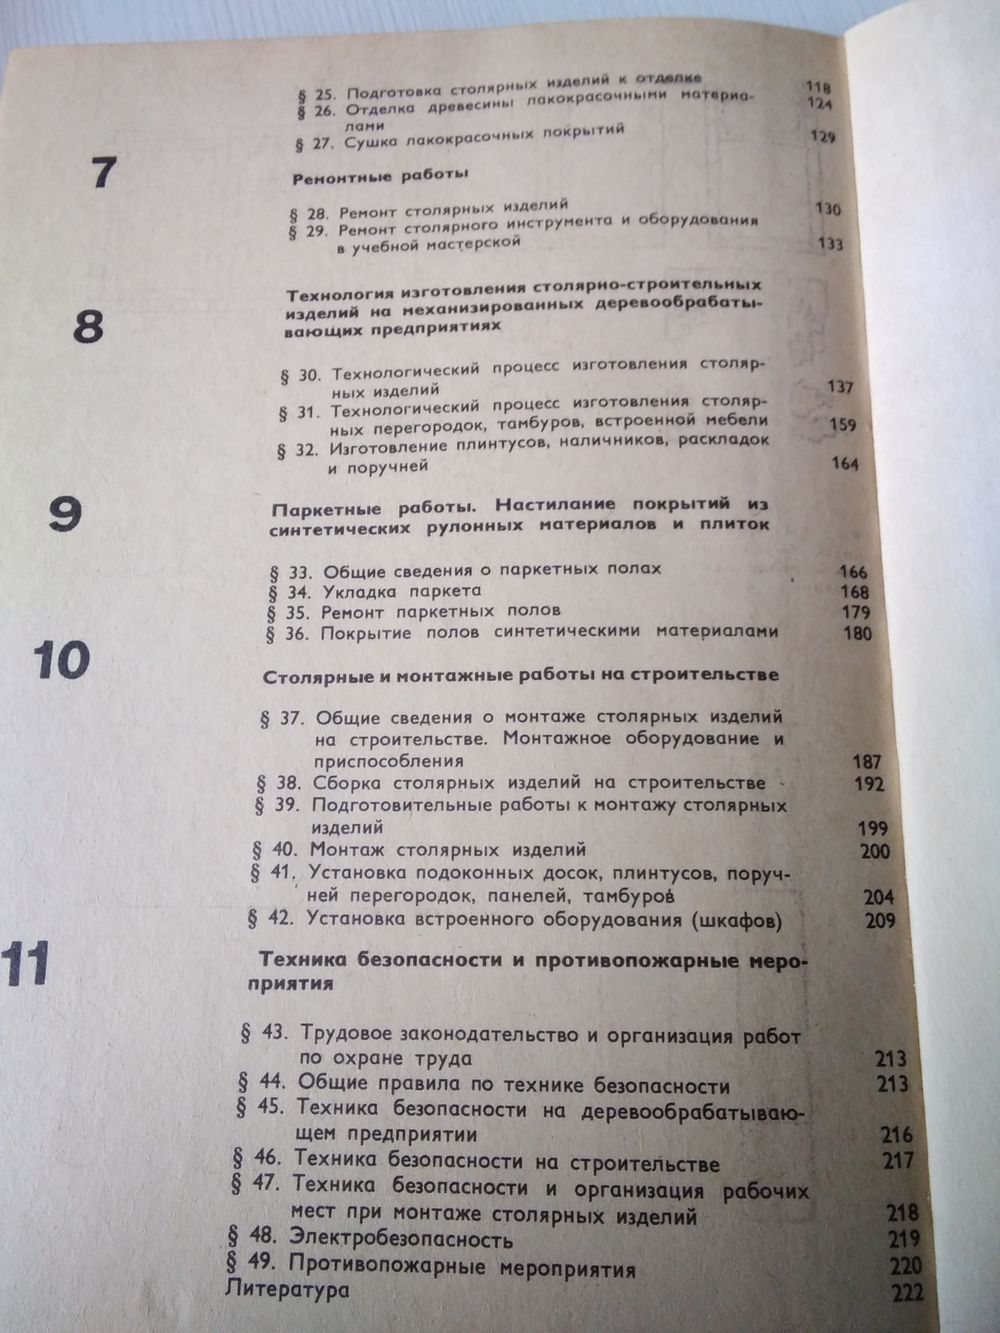 § 25. Подготовка столярных изделий к отделке 118
§ 26. Отделка древесины лакокрасочными материа- 124
лами
§ 27. Сушка лакокрасочных покрытий 129
7
Ремонтные работы
§ 28. Ремонт столярных изделий 130
§ 29. Ремонт столярного инструмента и оборудования
в учебной мастерской 133
8
Технология изготовления столярно-строительных
изделий на механизированных деревообрабаты-
вающих предприятиях
§ 30. Технологический процесс изготовления столяр-
ных изделий 137
§ 31. Технологический процесс изготовления столяр-
ных перегородок, тамбуров, встроенной мебели 159
§ 32. Изготовление плинтусов, наличников, раскладок
и поручней 164
9
Паркетные работы. Настилание покрытий из
синтетических рулонных материалов и плиток
§ 33. Общие сведения о паркетных полах 166
§ 34. Укладка паркета 168
§ 35. Ремонт паркетных полов 179
§ 36. Покрытие полов синтетическими материалами 180
10
Столярные и монтажные работы на строительстве
§ 37. Общие сведения о монтаже столярных изделий
на строительстве. Монтажное оборудование и
приспособления 187
§ 38. Сборка столярных изделий на строительстве 192
§ 39. Подготовительные работы к монтажу столярных
изделий 199
§ 40. Монтаж столярных изделий 200
§ 41. Установка подоконных досок, плинтусов, поруч-
ней перегородок, панелей, тамбуров 204
§ 42. Установка встроенного оборудования (шкафов) 209
11
Техника безопасности и противопожарные меро-
приятия
§ 43. Трудовое законодательство и организация работ
по охране труда 213
§ 44. Общие правила по технике безопасности 213
§ 45. Техника безопасности на деревообрабатываю-
щем предприятии 216
§ 46. Техника безопасности на строительстве 217
§ 47. Техника безопасности и организация рабочих
мест при монтаже столярных изделий 218
§ 48. Электробезопасность 219
§ 49. Противопожарные мероприятия 220
Литература 222